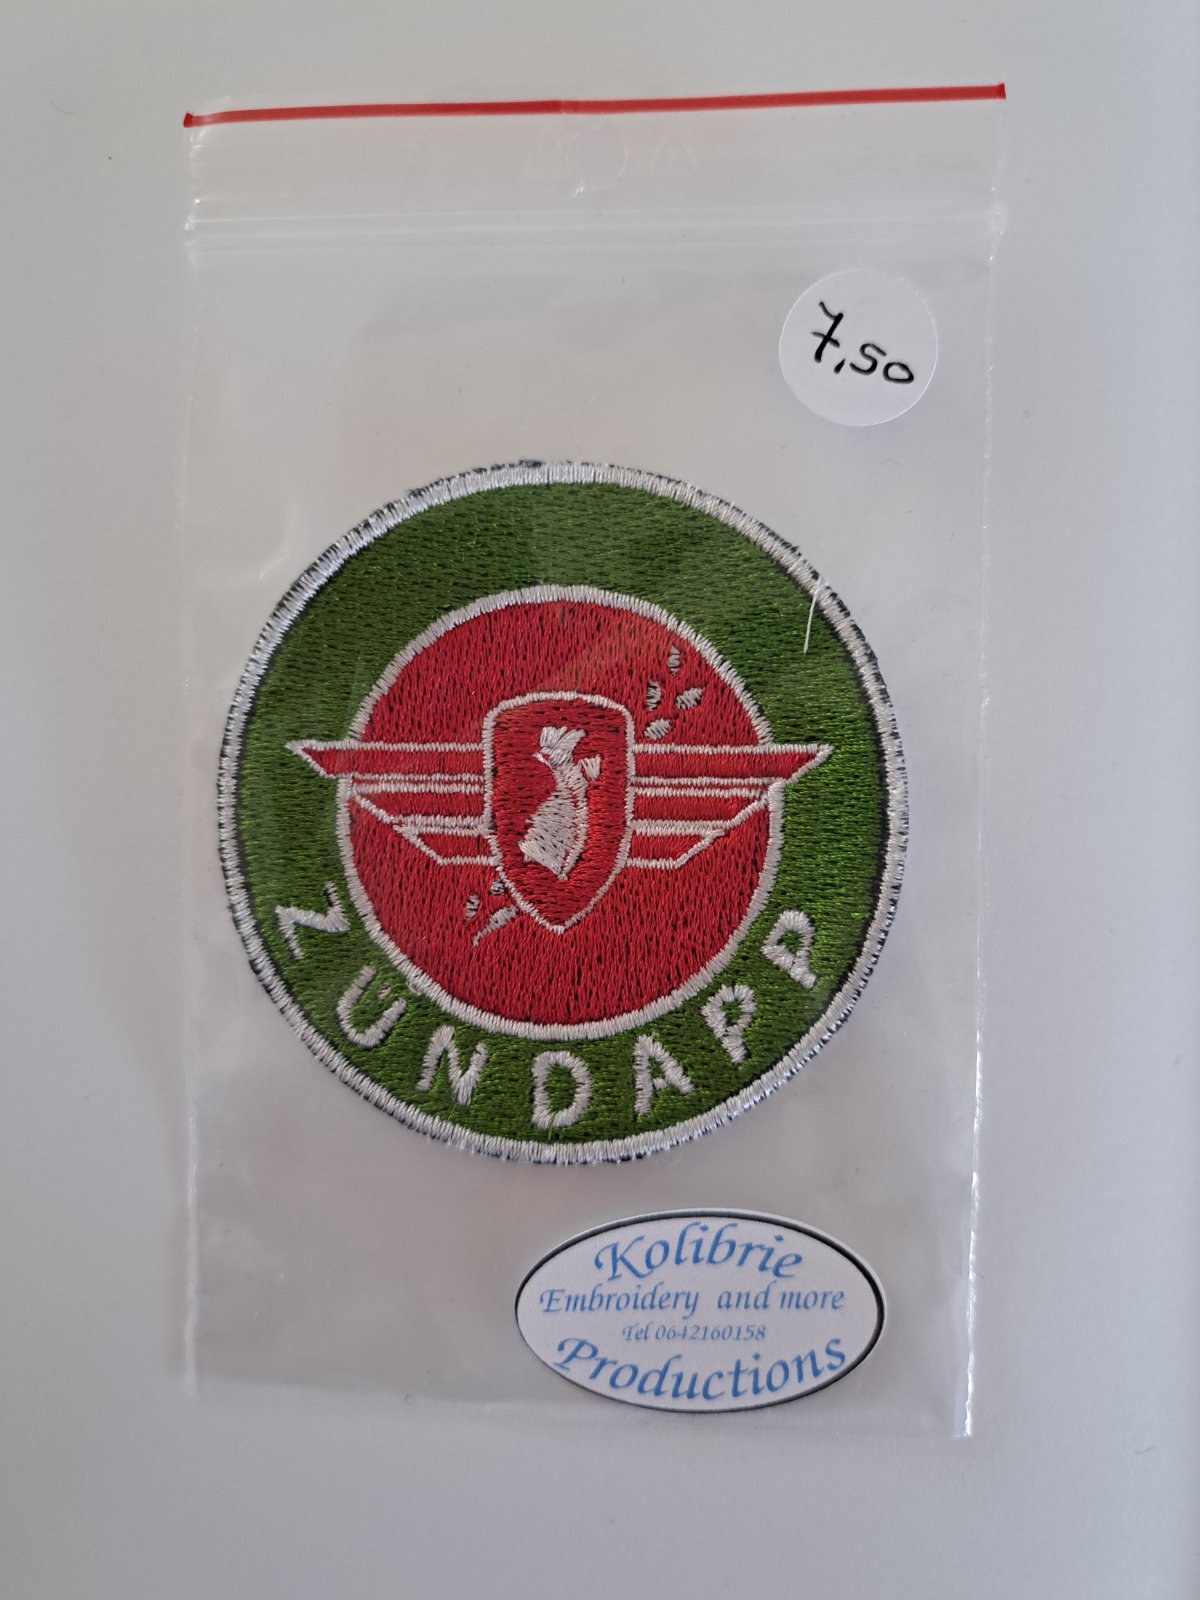 7,50
ZÜNDAPP
Kolibrie
Embroidery and more
Tel 0642160158
Productions